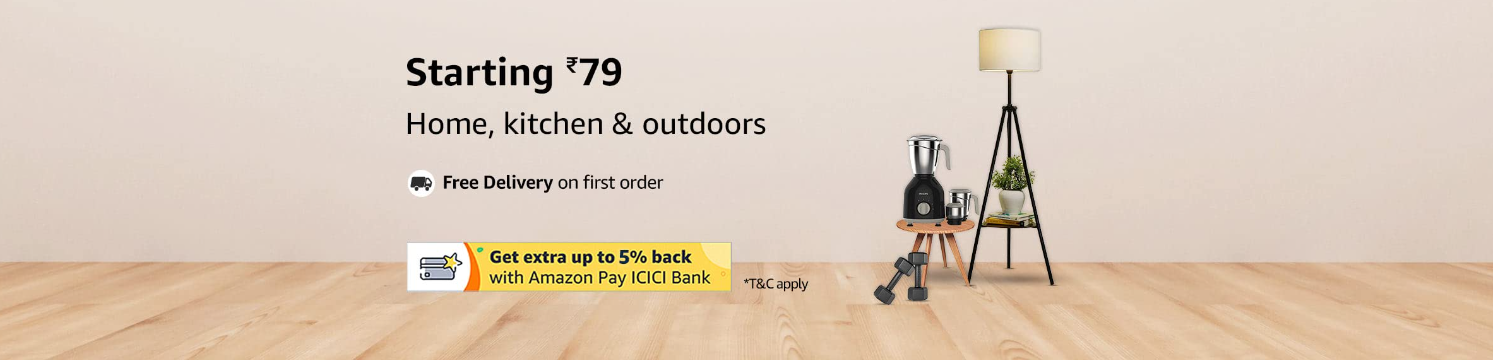 Starting ₹79
Home, kitchen & outdoors
Free Delivery on first order
Get extra up to 5% back
with Amazon Pay ICICI Bank
*T&C apply